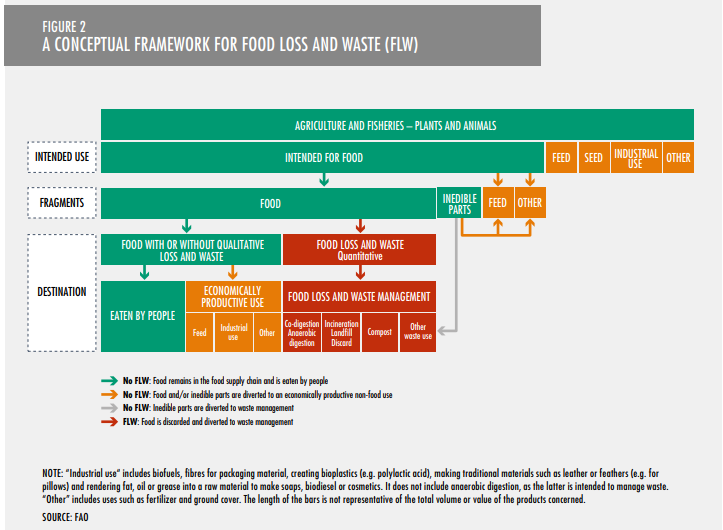 FIGURE 2
A CONCEPTUAL FRAMEWORK FOR FOOD LOSS AND WASTE (FLW)
AGRICULTURE AND FISHERIES – PLANTS AND ANIMALS
INTENDED USE
INTENDED FOR FOOD
FEED
SEED
INDUSTRIAL
USE
OTHER
FRAGMENTS
FOOD
INEDIBLE
PARTS
FEED
OTHER
DESTINATION
FOOD WITH OR WITHOUT QUALITATIVE
LOSS AND WASTE
FOOD LOSS AND WASTE
Quantitative
EATEN BY PEOPLE
ECONOMICALLY
PRODUCTIVE USE
FOOD LOSS AND WASTE MANAGEMENT
Feed
Industrial
use
Other
Co-digestion
Anaerobic
digestion
Incineration
Landfill
Discard
Compost
Other
waste use
No FLW: Food remains in the food supply chain and is eaten by people
No FLW: Food and/or inedible parts are diverted to an economically productive non-food use
No FLW: Inedible parts are diverted to waste management
FLW: Food is discarded and diverted to waste management
NOTE: "Industrial use" includes biofuels, fibres for packaging material, creating bioplastics (e.g. polylactic acid), making traditional materials such as leather or feathers (e.g. for
pillows) and rendering fat, oil or grease into a raw material to make soaps, biodiesel or cosmetics. It does not include anaerobic digestion, as the latter is intended to manage waste.
"Other" includes uses such as fertilizer and ground cover. The length of the bars is not representative of the total volume or value of the products concerned.
SOURCE: FAO